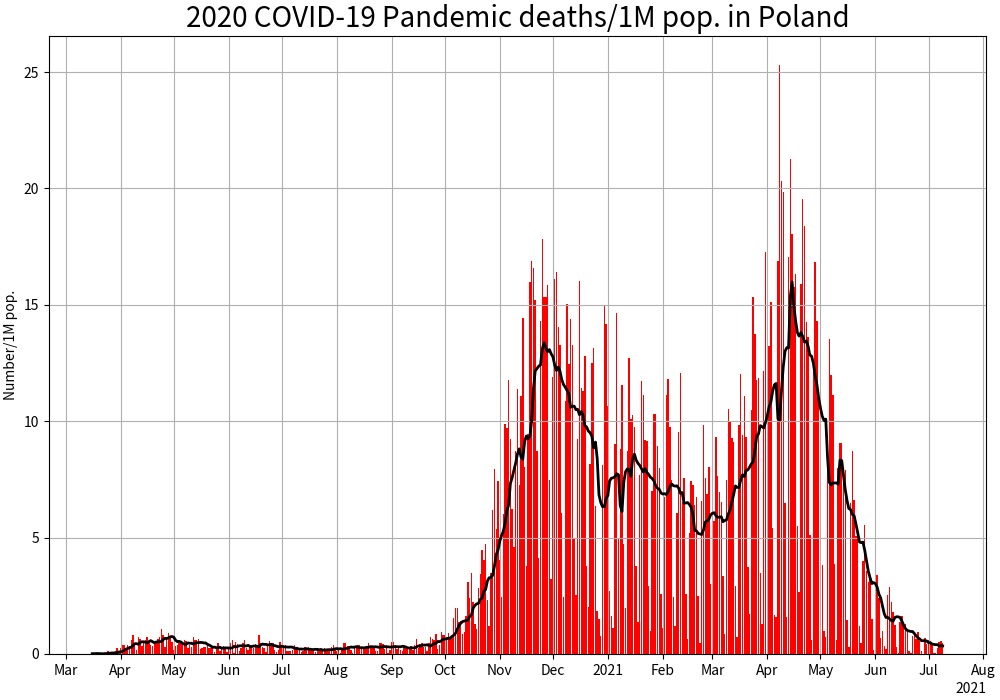 2020 COVID-19 Pandemic deaths/1M pop. in Poland
Number/1M pop.
25
20
15
10
5
0
Mar Apr May Jun Jul Aug Sep Oct Nov Dec 2021 Feb Mar Apr May Jun Jul Aug
2021